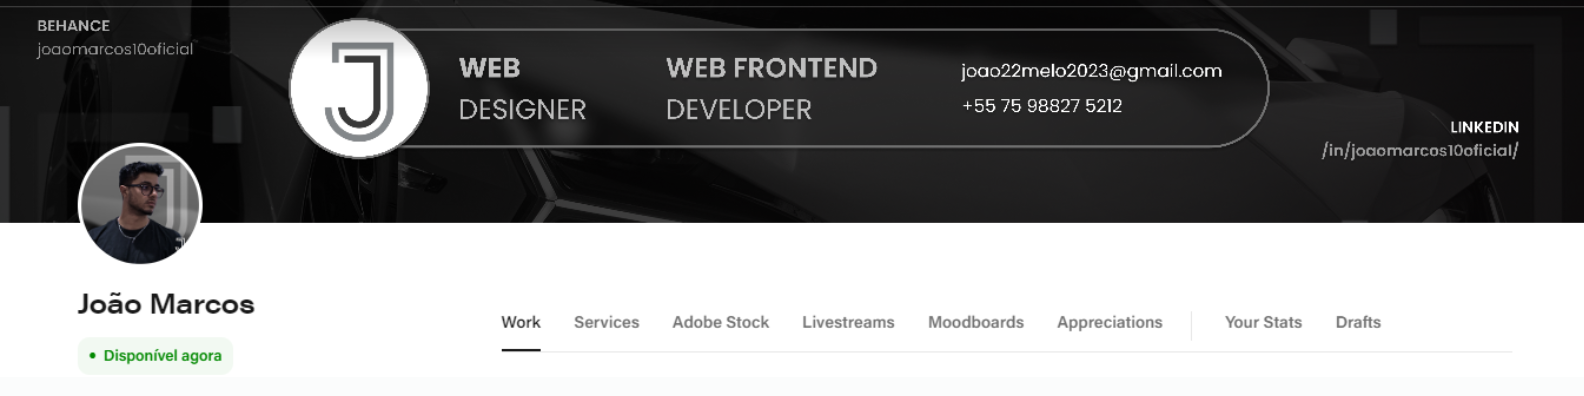 BEHANCE
joaomarcos10oficial
WEB
DESIGNER
WEB FRONTEND
DEVELOPER
joao22melo2023@gmail.com
+55 75 98827 5212
LINKEDIN
/in/joaomarcos10oficial/
João Marcos
• Disponível agora
Work Services Adobe Stock Livestreams Moodboards Appreciations Your Stats Drafts